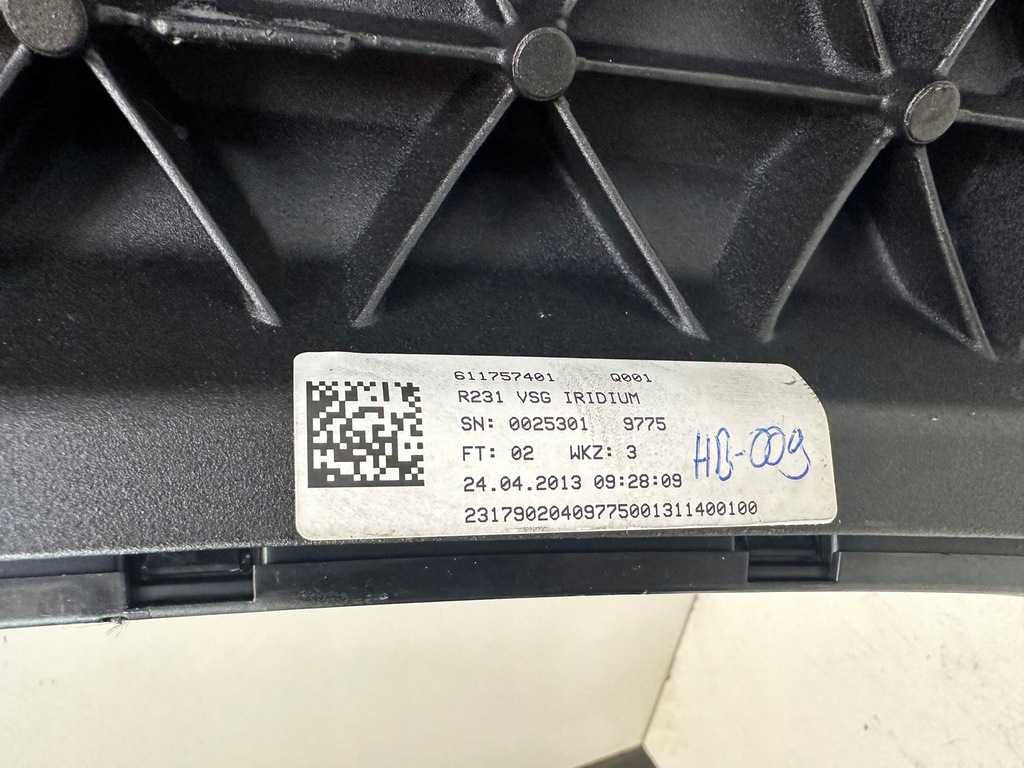 611757401 Q001
R231 VSG IRIDIUM
SN: 0025301 9775
FT: 02 WKZ: 3
HB-009
24.04.2013 09:28:09
23179020409775001311400100